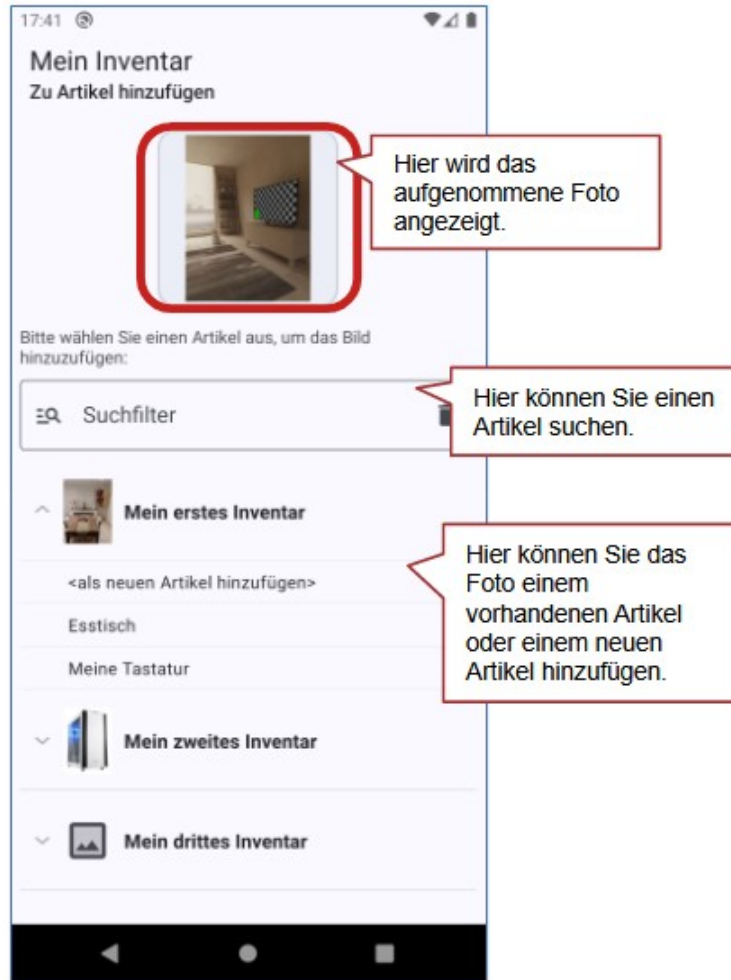 17:41
Mein Inventar
Zu Artikel hinzufügen
Hier wird das
aufgenommene Foto
angezeigt.
Bitte wählen Sie einen Artikel aus, um das Bild
hinzuzufügen:
Suchfilter
Hier können Sie einen
Artikel suchen.
Mein erstes Inventar
<als neuen Artikel hinzufügen>
Hier können Sie das
Foto einem
vorhandenen Artikel
oder einem neuen
Artikel hinzufügen.
Esstisch
Meine Tastatur
Mein zweites Inventar
Mein drittes Inventar